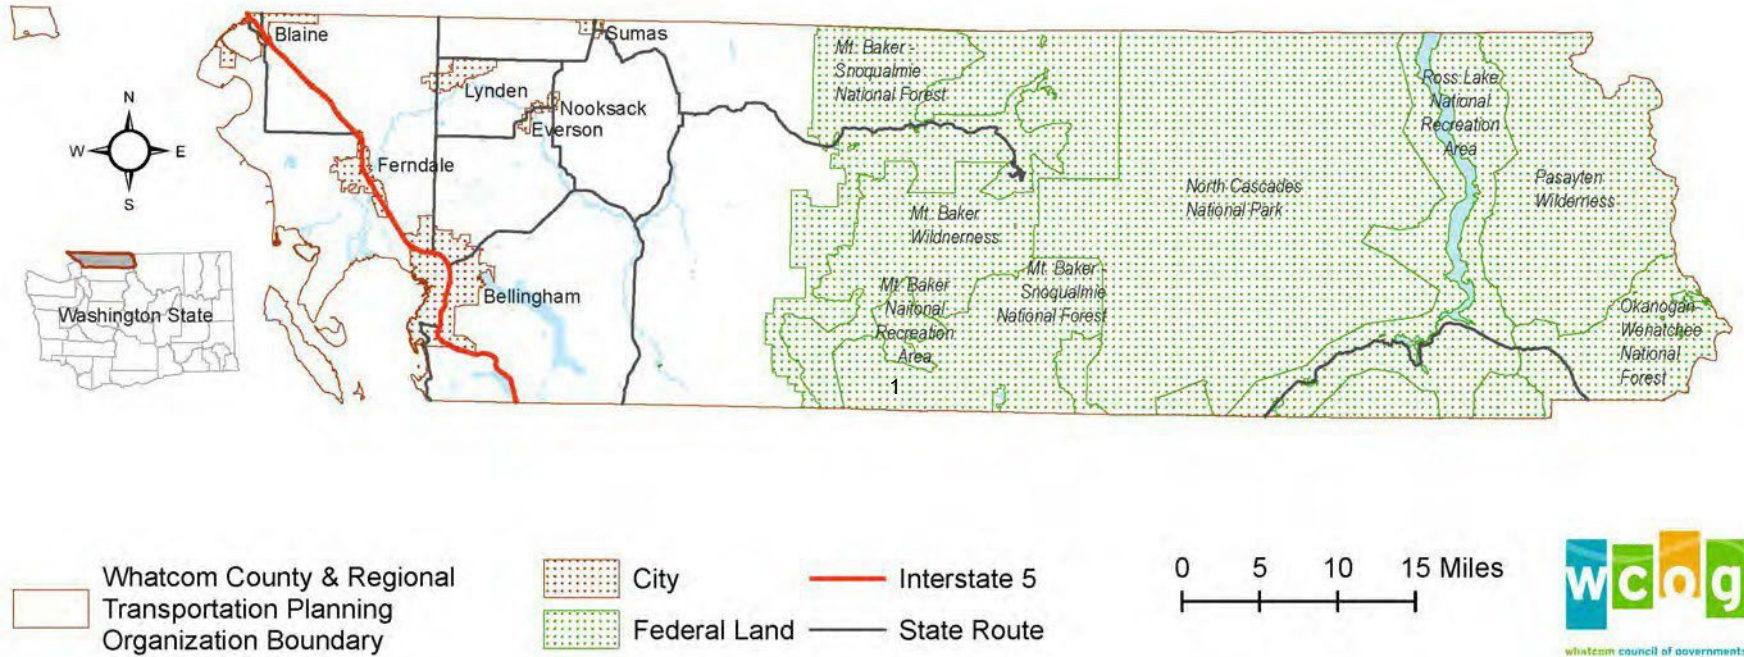 Blaine
Sumas
Mt. Baker -
Snoqualmie
National Forest
Ross Lake
National
Recreation
Area
Lynden
Nooksack
Everson
N
W
E
S
Ferndale
North Cascades
National Park
Pasayten
Wilderness
Mt. Baker
Wildnerness
Mt. Baker -
Snoqualmie
National Forest
Mt. Baker
Naitonal
Recreation
Area
Bellingham
Washington State
Okanogan-
Wenatchee
National
Forest
1
Whatcom County & Regional
Transportation Planning
Organization Boundary
City
Federal Land
Interstate 5
State Route
0 5 10 15 Miles
wcog
whatcom council of governments